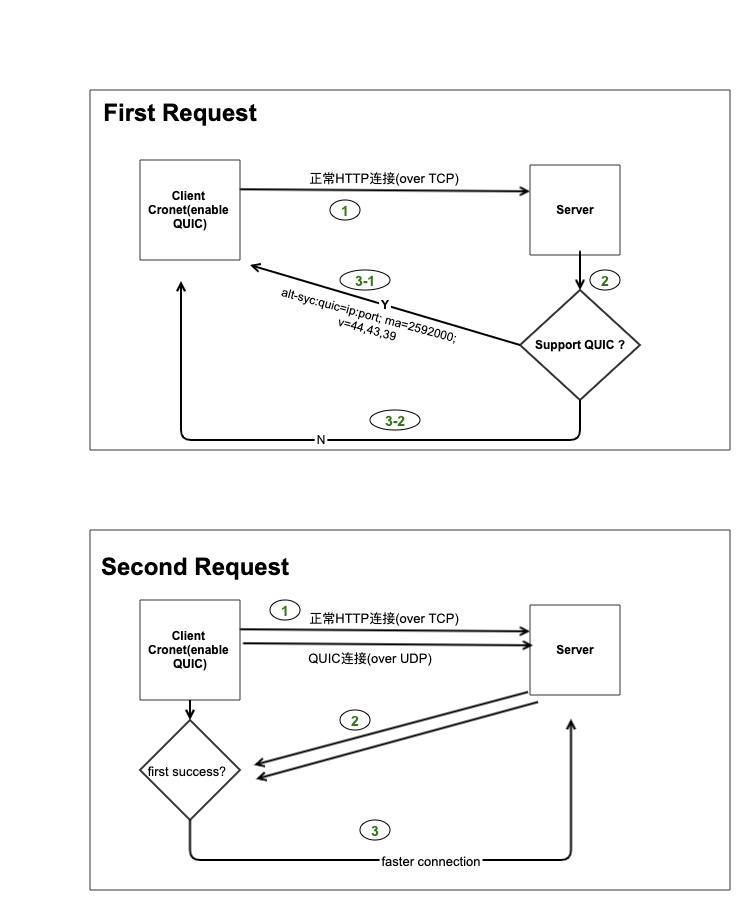 First Request
Client
Cronet(enable
QUIC)
正常HTTP连接(over TCP)
1
Server
2
3-1
Y
alt-syc:quic=ip:port; ma=2592000;
v=44,43,39
Support QUIC ?
3-2
N
Second Request
Client
Cronet(enable
QUIC)
1
正常HTTP连接(over TCP)
QUIC连接(over UDP)
Server
2
first success?
3
faster connection